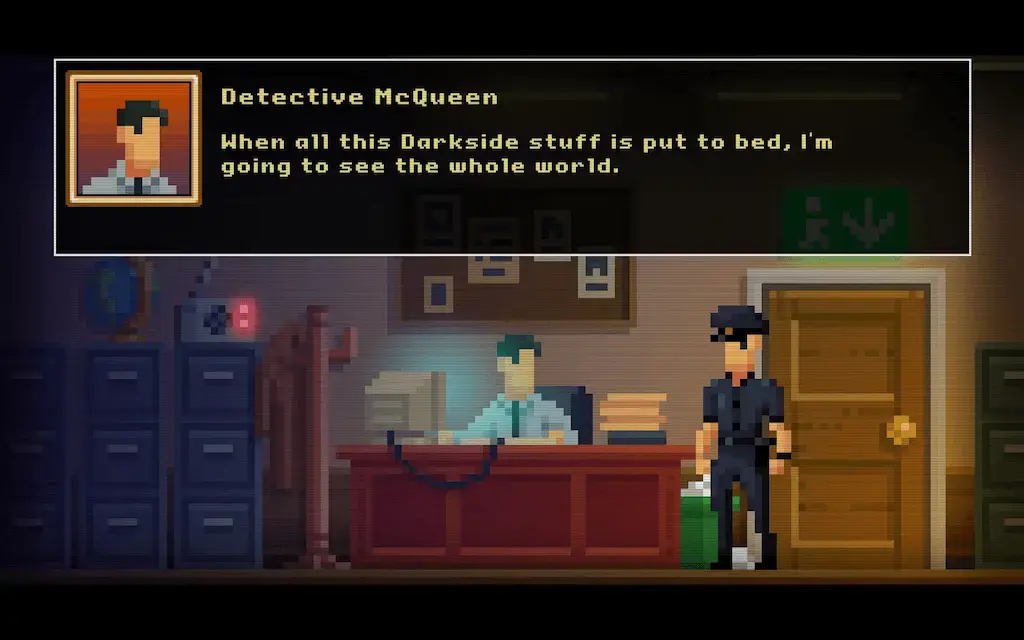 Detective McQueen
When all this Darkside stuff is put to bed, I'm
going to see the whole world.